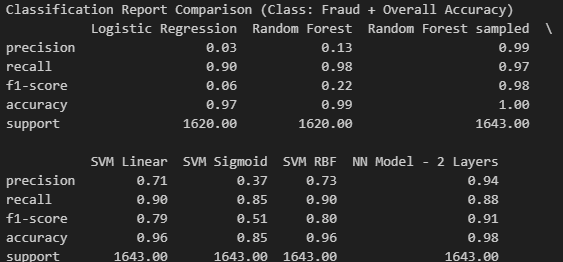 Classification Report Comparison (Class: Fraud + Overall Accuracy)
Logistic Regression Random Forest Random Forest sampled \
precision 0.03 0.13 0.99
recall 0.90 0.98 0.97
f1-score 0.06 0.22 0.98
accuracy 0.97 0.99 1.00
support 1620.00 1620.00 1643.00
SVM Linear SVM Sigmoid SVM RBF NN Model - 2 Layers
precision 0.71 0.37 0.73 0.94
recall 0.90 0.85 0.90 0.88
f1-score 0.79 0.51 0.80 0.91
accuracy 0.96 0.85 0.96 0.98
support 1643.00 1643.00 1643.00 1643.00